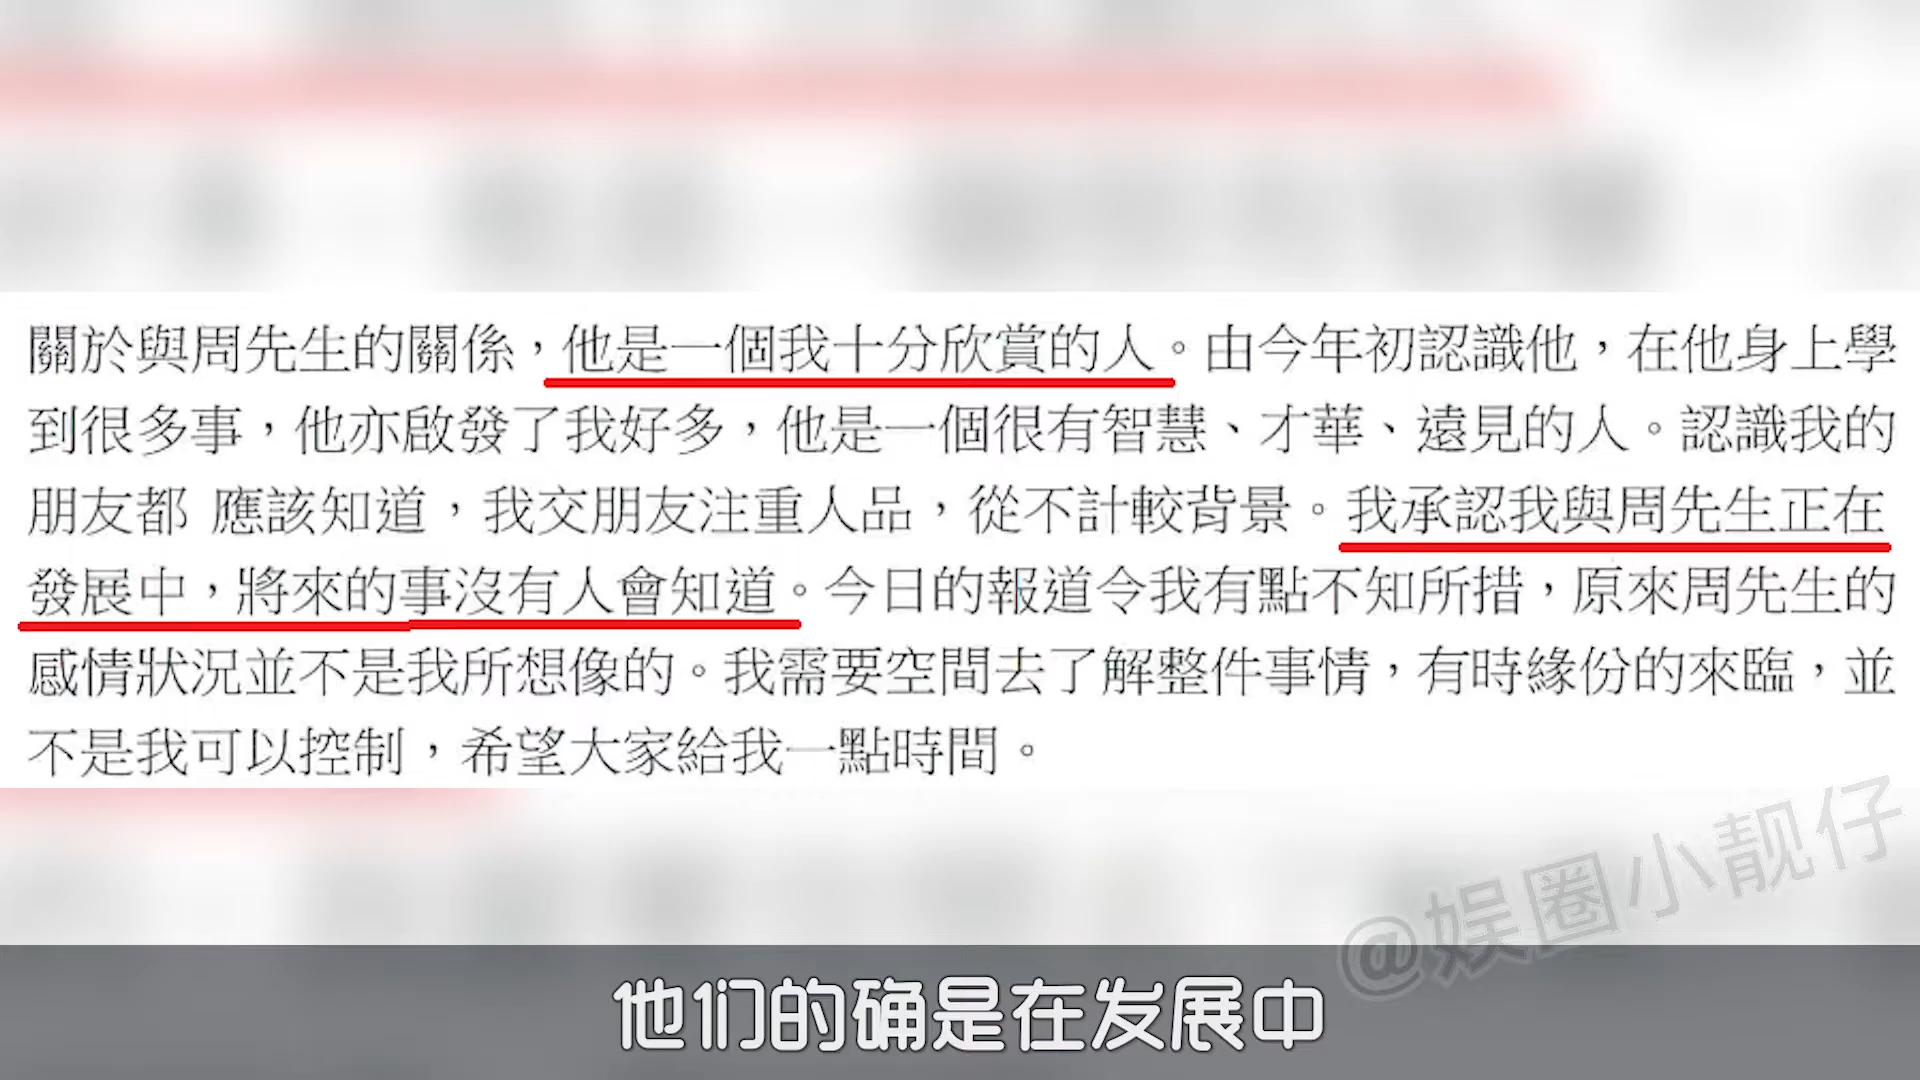 關於與周先生的關係，他是一個我十分欣賞的人。由今年初認識他，在他身上學
到很多事，他亦啟發了我好多，他是一個很有智慧、才華、遠見的人。認識我的
朋友都 應該知道，我交朋友注重人品，從不計較背景。我承認我與周先生正在
發展中，將來的事沒有人會知道。今日的報道令我有點不知所措，原來周先生的
感情狀況並不是我所想像的。我需要空間去了解整件事情，有時緣份的來臨，並
不是我可以控制，希望大家給我一點時間。
@娱圈小靓仔
他们的确是在发展中